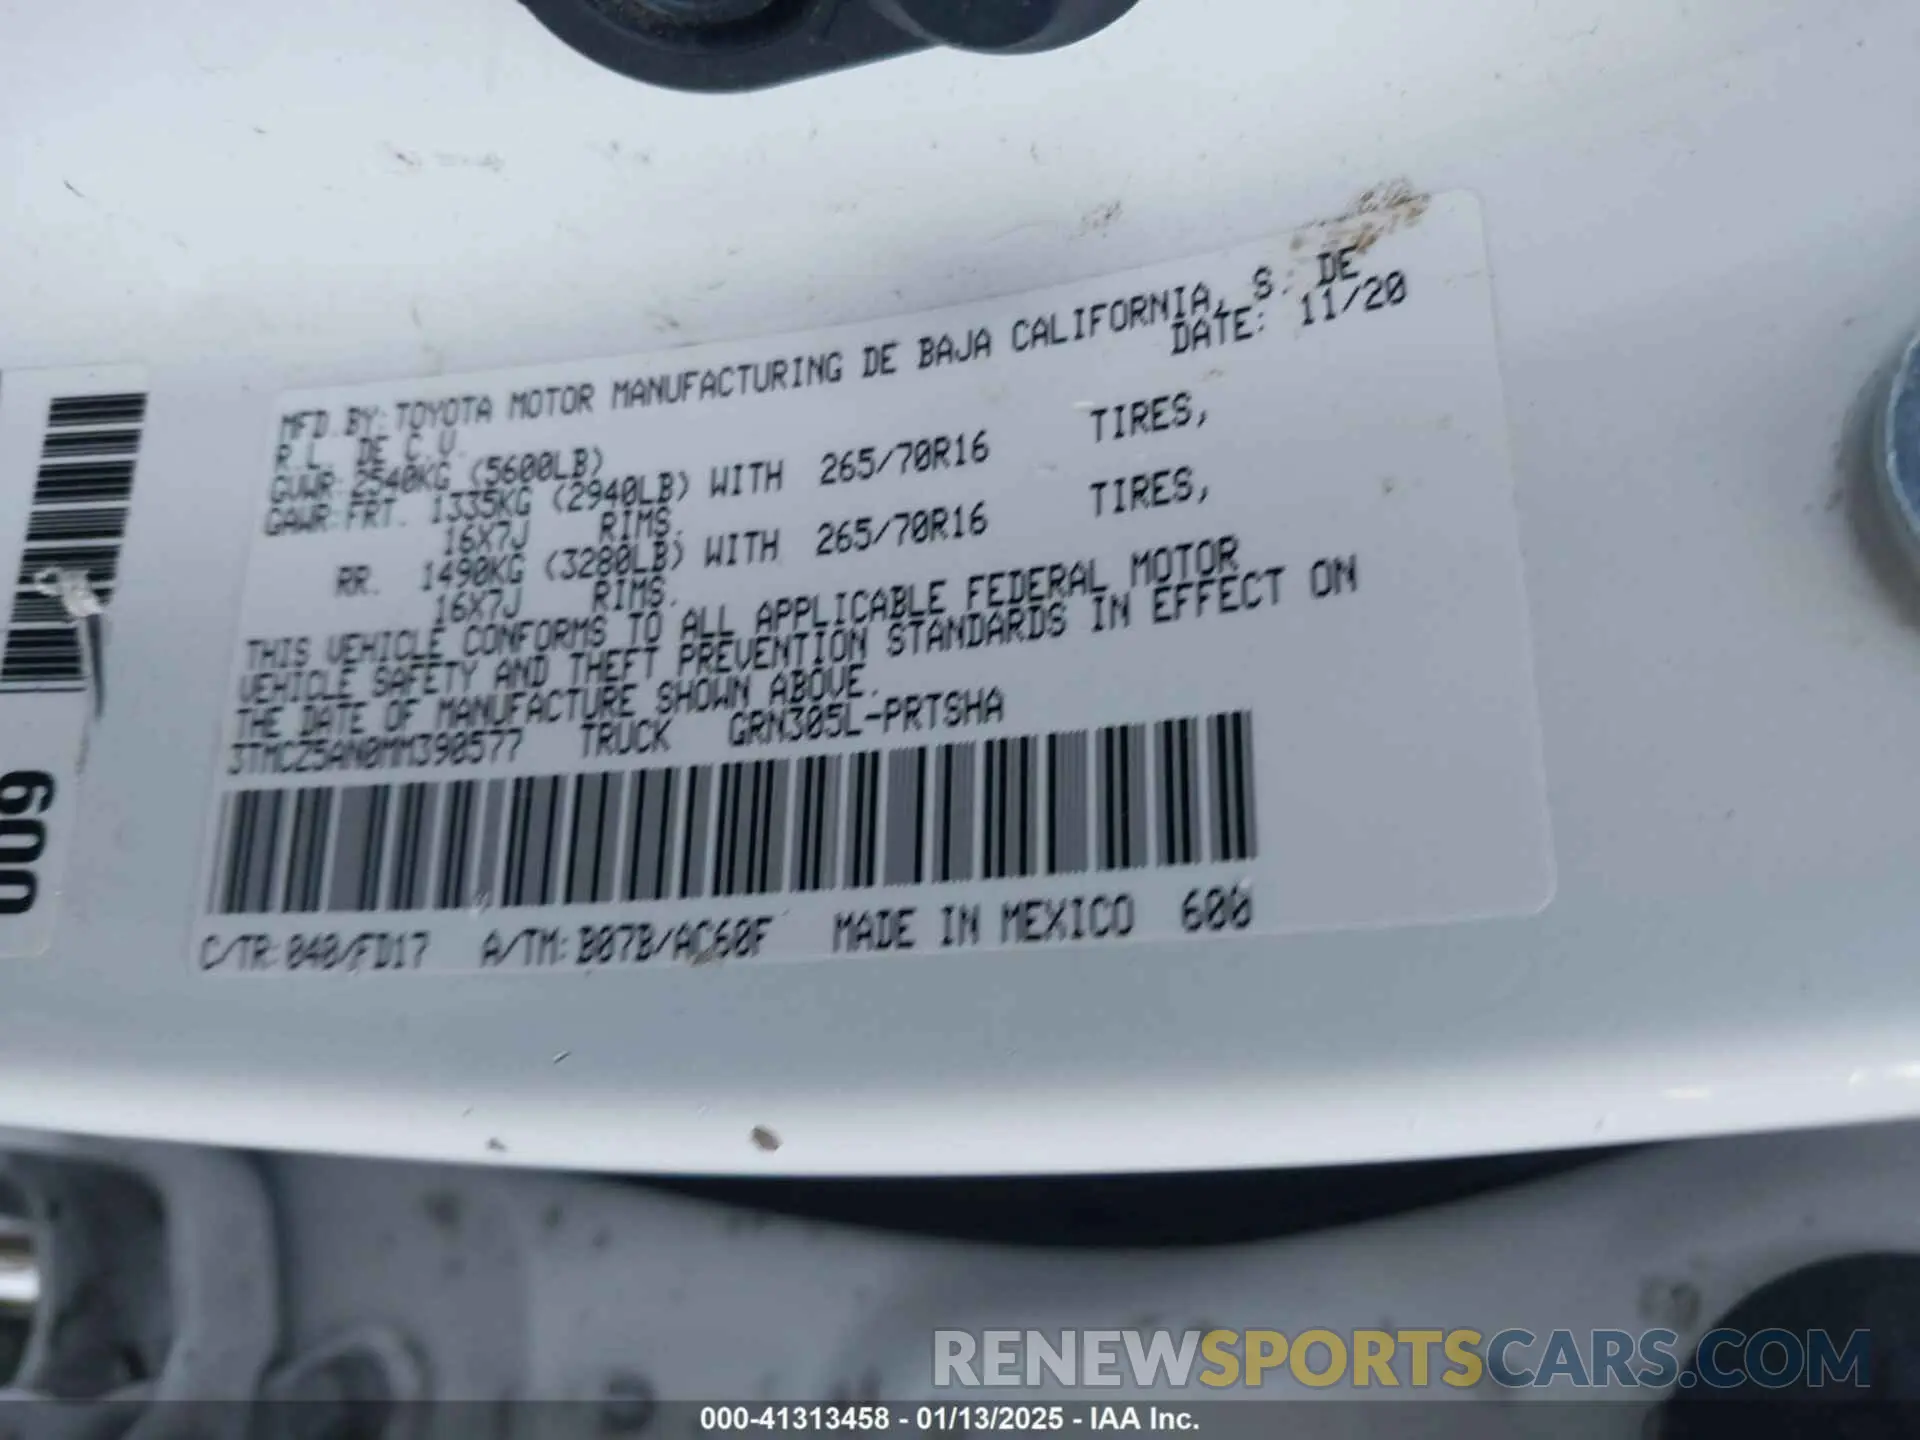 MFD. BY: TOYOTA MOTOR MANUFACTURING DE BAJA CALIFORNIA, S. DE
R.L. DE C.V. DATE: 11/20
GVWR: 2540KG (5600LB)
GAWR: FRT. 1335KG (2940LB) WITH 265/70R16 TIRES,
16X7J RIMS.
RR. 1490KG (3280LB) WITH 265/70R16 TIRES,
16X7J RIMS.
THIS VEHICLE CONFORMS TO ALL APPLICABLE FEDERAL MOTOR
VEHICLE SAFETY AND THEFT PREVENTION STANDARDS IN EFFECT ON
THE DATE OF MANUFACTURE SHOWN ABOVE.
3TMCZ5AN0MM390577 TRUCK GRN305L-PRTSHA
C/TR: 040/FD17 A/TM: B07B/AC60F MADE IN MEXICO 600
009
RENEWSPORTSCARS.COM
000-41313458 - 01/13/2025 - IAA Inc.